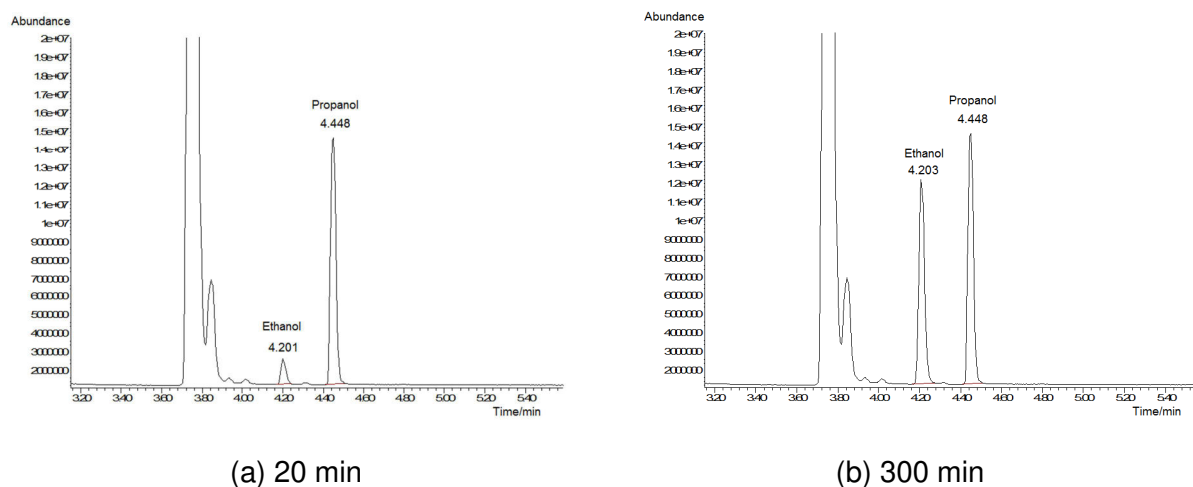 Abundance
2e+07
1.9e+07
1.8e+07
1.7e+07
1.6e+07
1.5e+07
1.4e+07
1.3e+07
1.2e+07
1.1e+07
1e+07
9000000
8000000
7000000
6000000
5000000
4000000
3000000
2000000
Propanol
4.448
Ethanol
4.201
3.20 3.40 3.60 3.80 4.00 4.20 4.40 4.60 4.80 5.00 5.20 5.40
Time/min
(a) 20 min
Abundance
2e+07
1.9e+07
1.8e+07
1.7e+07
1.6e+07
1.5e+07
1.4e+07
1.3e+07
1.2e+07
1.1e+07
1e+07
9000000
8000000
7000000
6000000
5000000
4000000
3000000
2000000
Propanol
4.448
Ethanol
4.203
3.20 3.40 3.60 3.80 4.00 4.20 4.40 4.60 4.80 5.00 5.20 5.40
Time/min
(b) 300 min